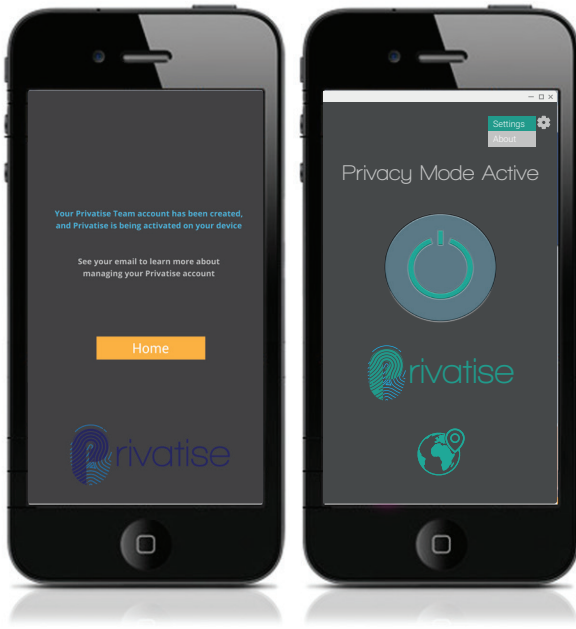 Your Privatise Team account has been created,
and Privatise is being activated on your device
See your email to learn more about
managing your Privatise account
Home
Privatise
Settings
About
Privacy Mode Active
Privatise